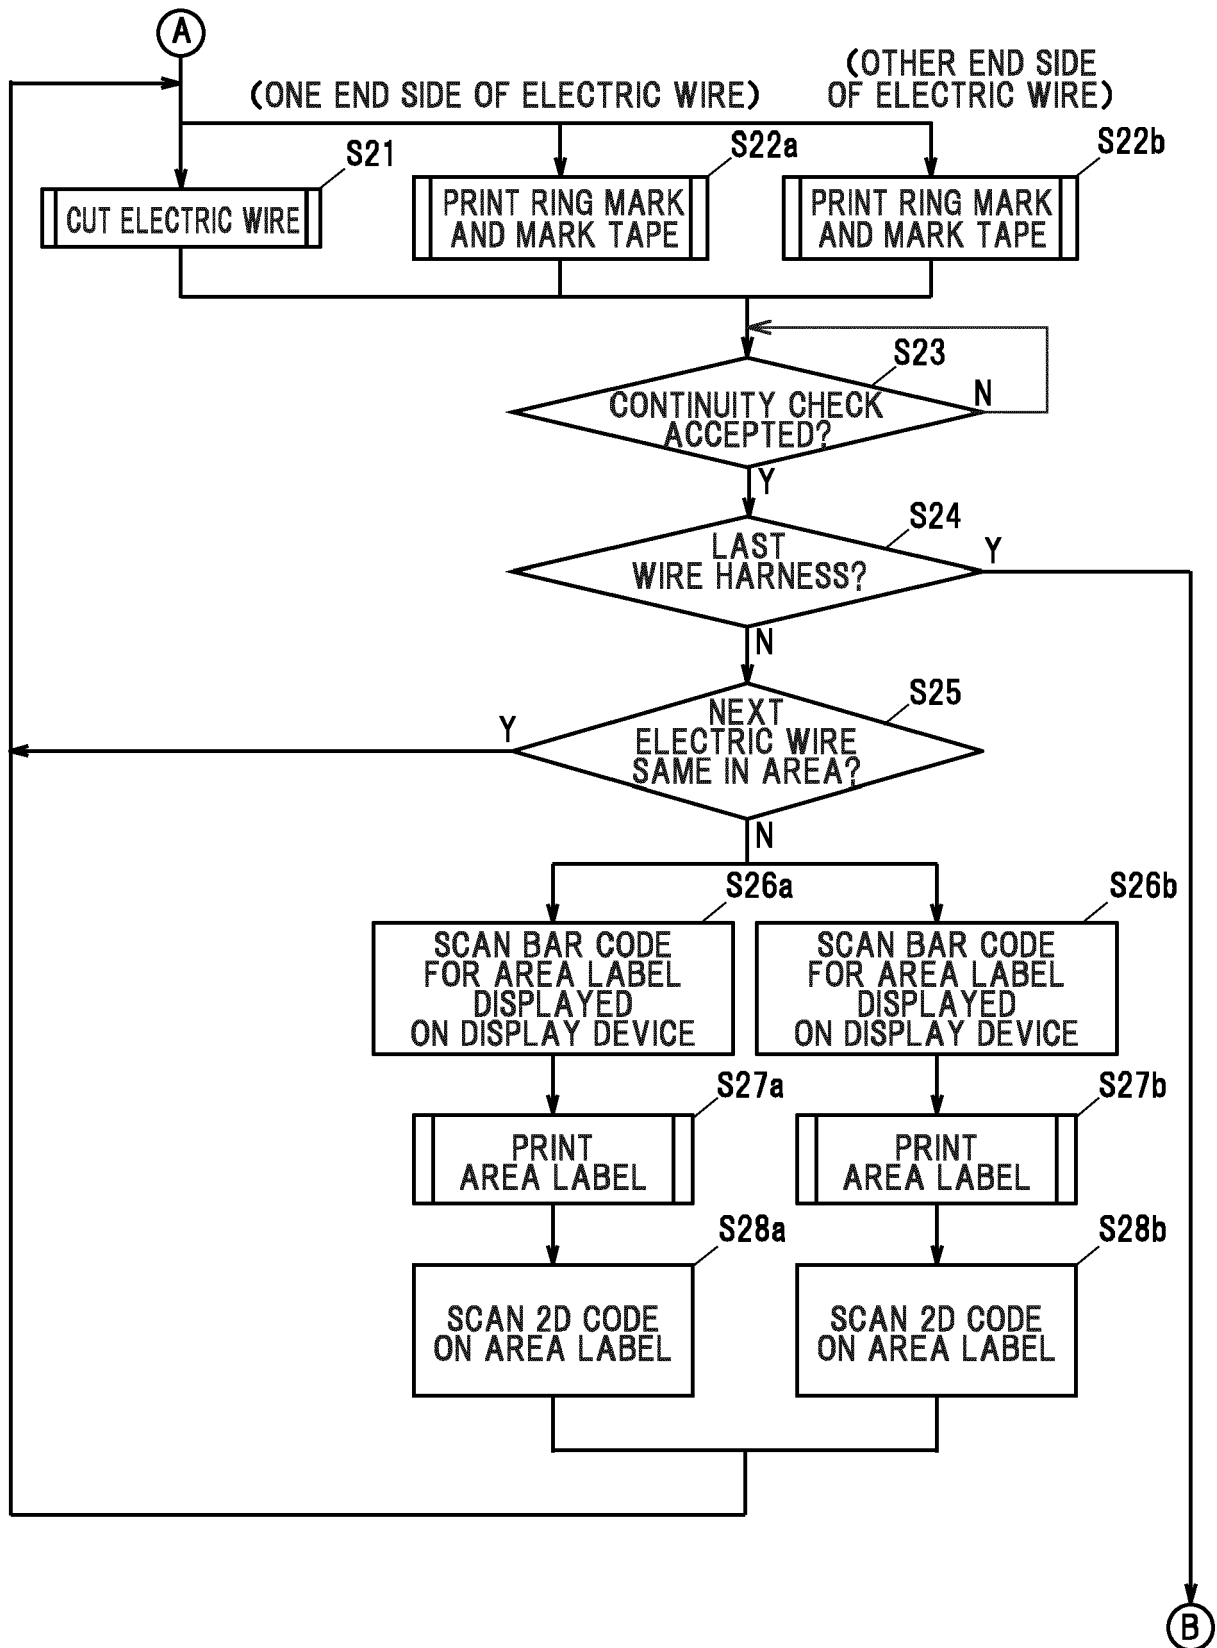 A
(ONE END SIDE OF ELECTRIC WIRE)
(OTHER END SIDE
OF ELECTRIC WIRE)
S21
CUT ELECTRIC WIRE
S22a
PRINT RING MARK
AND MARK TAPE
S22b
PRINT RING MARK
AND MARK TAPE
S23
CONTINUITY CHECK
ACCEPTED?
N
Y
S24
LAST
WIRE HARNESS?
Y
N
S25
NEXT
ELECTRIC WIRE
SAME IN AREA?
Y
N
S26a
SCAN BAR CODE
FOR AREA LABEL
DISPLAYED
ON DISPLAY DEVICE
S26b
SCAN BAR CODE
FOR AREA LABEL
DISPLAYED
ON DISPLAY DEVICE
S27a
PRINT
AREA LABEL
S27b
PRINT
AREA LABEL
S28a
SCAN 2D CODE
ON AREA LABEL
S28b
SCAN 2D CODE
ON AREA LABEL
B